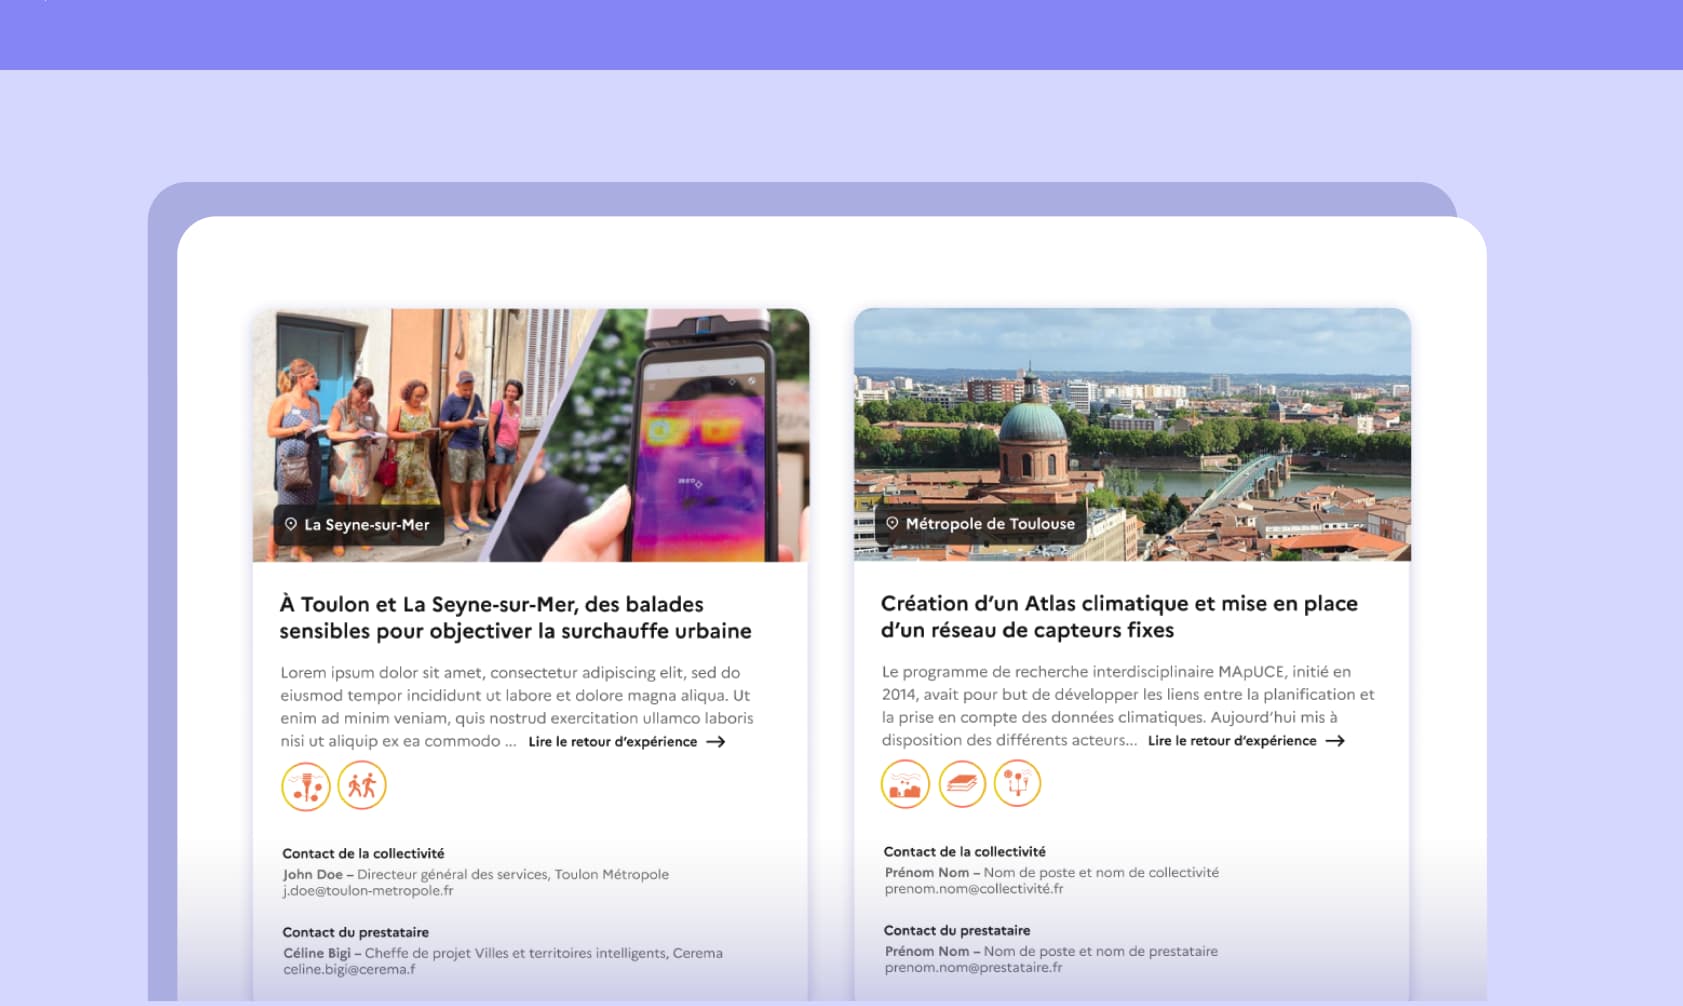 La Seyne-sur-Mer
À Toulon et La Seyne-sur-Mer, des balades
sensibles pour objectiver la surchauffe urbaine
Lorem ipsum dolor sit amet, consectetur adipiscing elit, sed do
eiusmod tempor incididunt ut labore et dolore magna aliqua. Ut
enim ad minim veniam, quis nostrud exercitation ullamco laboris
nisi ut aliquip ex ea commodo ... Lire le retour d’expérience →
Contact de la collectivité
John Doe – Directeur général des services, Toulon Métropole
j.doe@toulon-metropole.fr
Contact du prestataire
Céline Bigi – Cheffe de projet Villes et territoires intelligents, Cerema
celine.bigi@cerema.f
Métropole de Toulouse
Création d’un Atlas climatique et mise en place
d’un réseau de capteurs fixes
Le programme de recherche interdisciplinaire MApUCE, initié en
2014, avait pour but de développer les liens entre la planification et
la prise en compte des données climatiques. Aujourd’hui mis à
disposition des différents acteurs... Lire le retour d’expérience →
Contact de la collectivité
Prénom Nom – Nom de poste et nom de collectivité
prenom.nom@collectivité.fr
Contact du prestataire
Prénom Nom – Nom de poste et nom de prestataire
prenom.nom@prestataire.fr